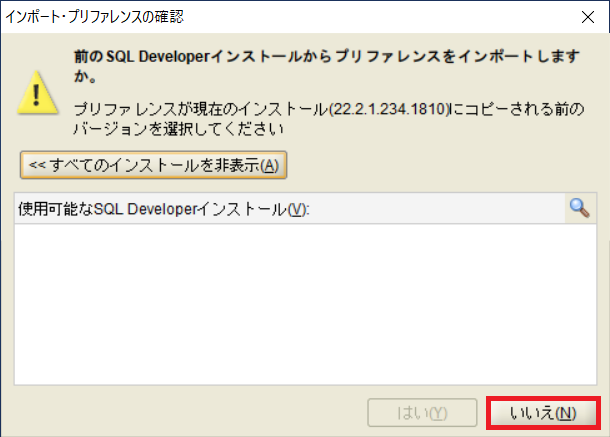 インポート・プリファレンスの確認
前のSQL Developerインストールからプリファレンスをインポートします
か。
プリファレンスが現在のインストール(22.2.1.234.1810)にコピーされる前の
バージョンを選択してください
<< すべてのインストールを非表示(A)
使用可能なSQL Developerインストール(V):
はい(Y)
いいえ(N)